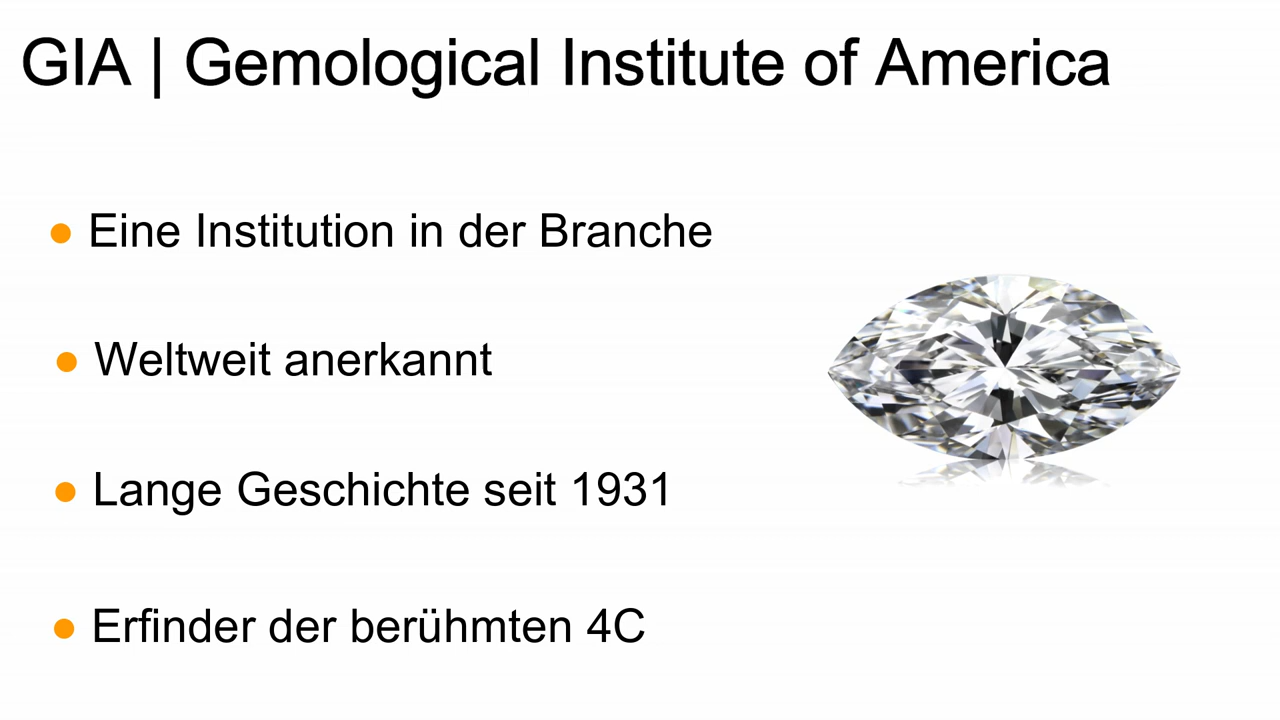 GIA | Gemological Institute of America
● Eine Institution in der Branche
● Weltweit anerkannt
● Lange Geschichte seit 1931
● Erfinder der berühmten 4C